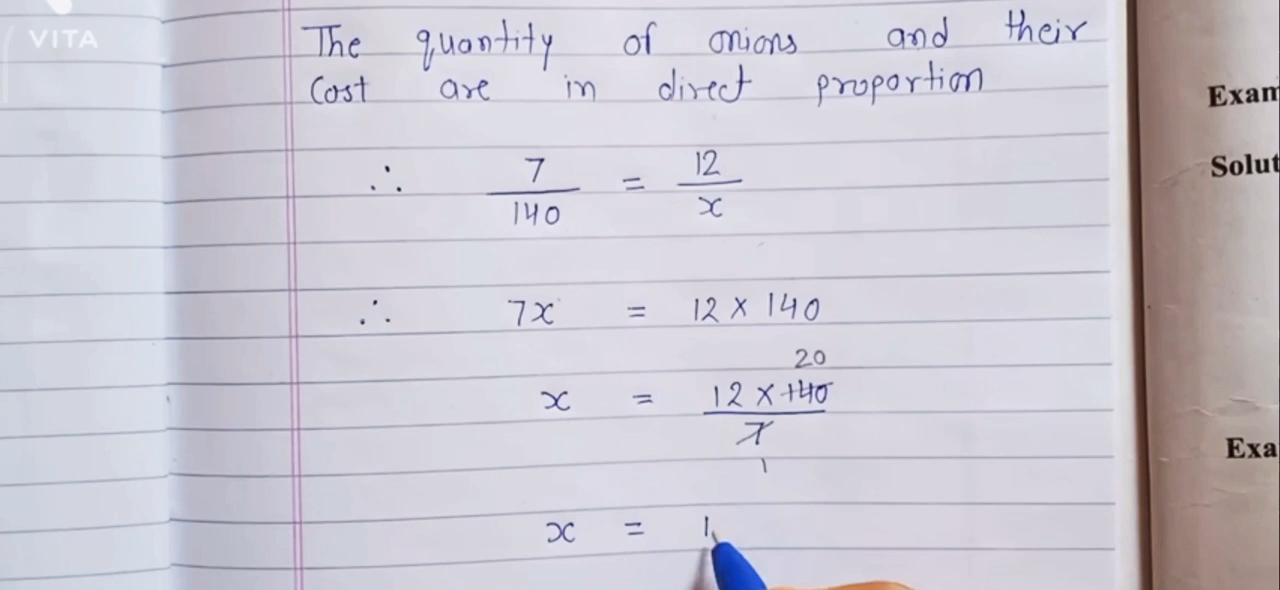 VITA
The quantity of onions and their
Cost are in direct proportion
∴ 7/140 = 12/x
∴ 7x = 12 × 140
20
x = 12 × 140/7
1
x = 1
Exam
Solut
Exa